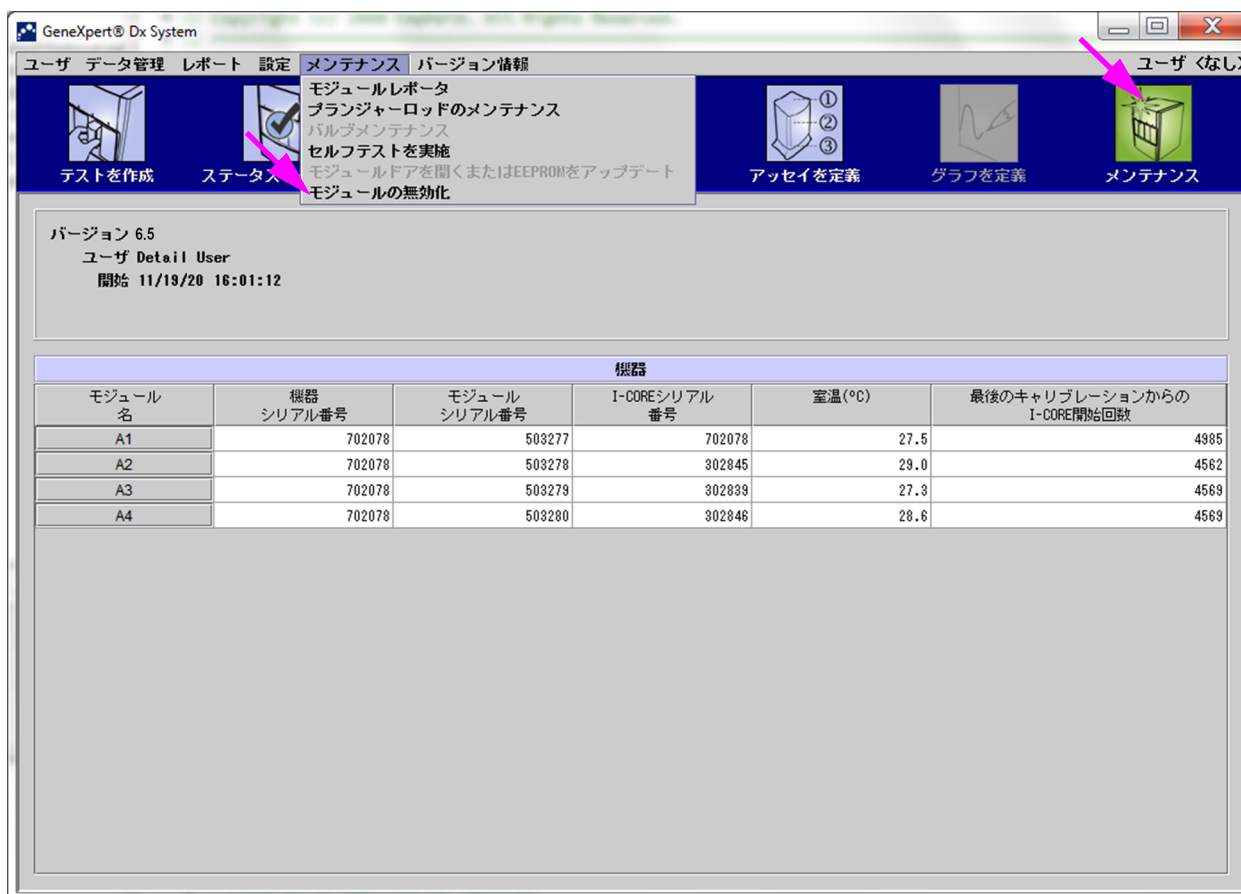 GeneXpert® Dx System
ユーザ データ管理 レポート 設定 メンテナンス バージョン情報 ユーザ <なし>
モジュールレポータ
プランジャーロッドのメンテナンス
バルブメンテナンス
セルフテストを実施
モジュールドアを開くまたはEEPROMをアップデート
モジュールの無効化
テストを作成 ステータス アッセイを定義 グラフを定義 メンテナンス
① ② ③
バージョン 6.5
ユーザ Detail User
開始 11/19/20 16:01:12
機器
モジュール 機器 モジュール I-COREシリアル 室温(ºC) 最後のキャリブレーションからの
名 シリアル番号 シリアル番号 番号 I-CORE開始回数
A1 702078 503277 702078 27.5 4985
A2 702078 503278 302845 29.0 4562
A3 702078 503279 302839 27.3 4569
A4 702078 503280 302846 28.6 4569